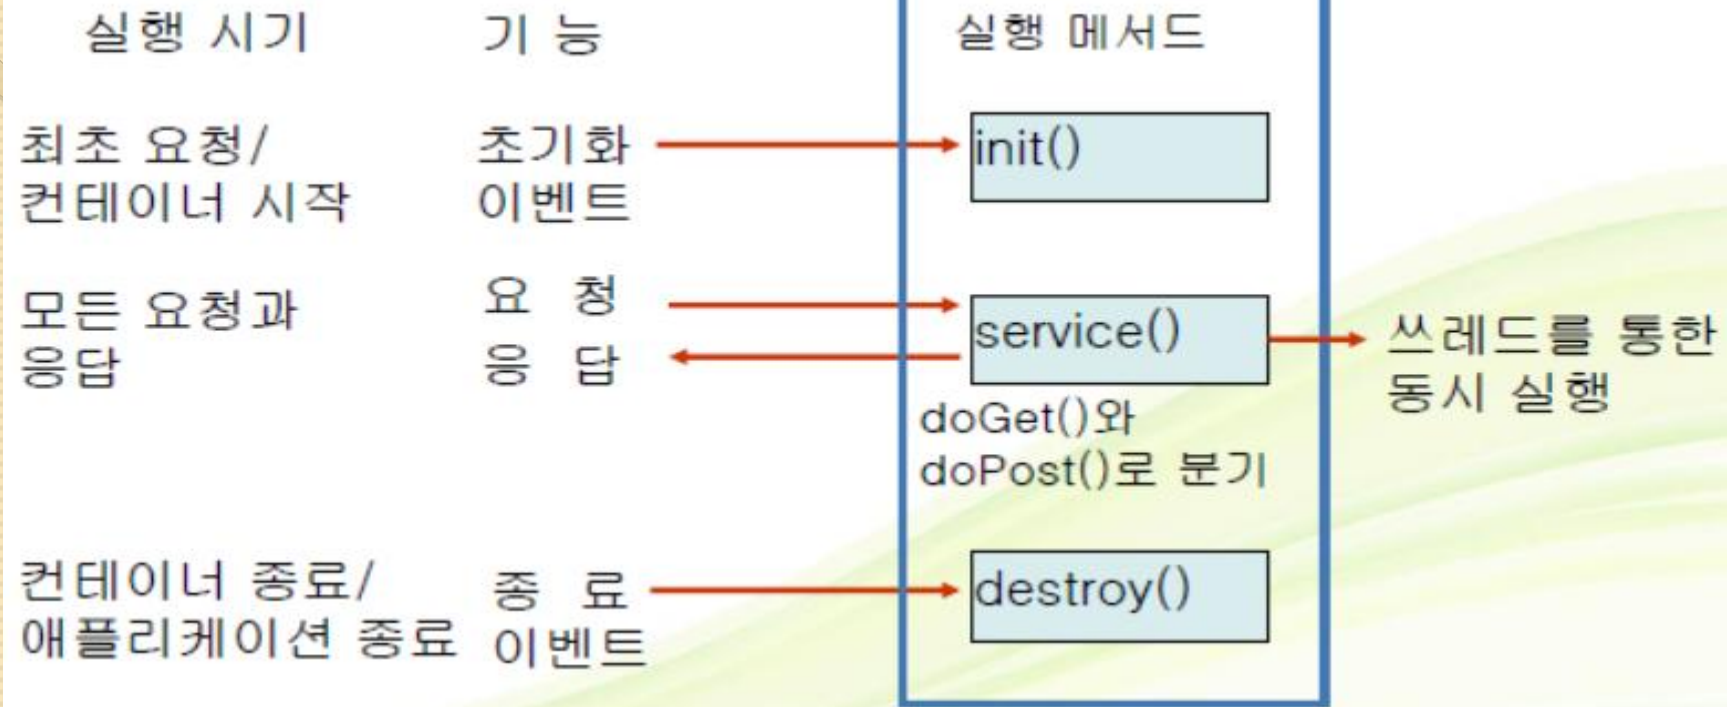 실행 시기 기 능 실행 메서드
최초 요청/ 초기화 init()
컨테이너 시작 이벤트
모든 요청과 요 청 service() 쓰레드를 통한
응답 응 답 동시 실행
doGet()와
doPost()로 분기
컨테이너 종료/ 종 료 destroy()
애플리케이션 종료 이벤트